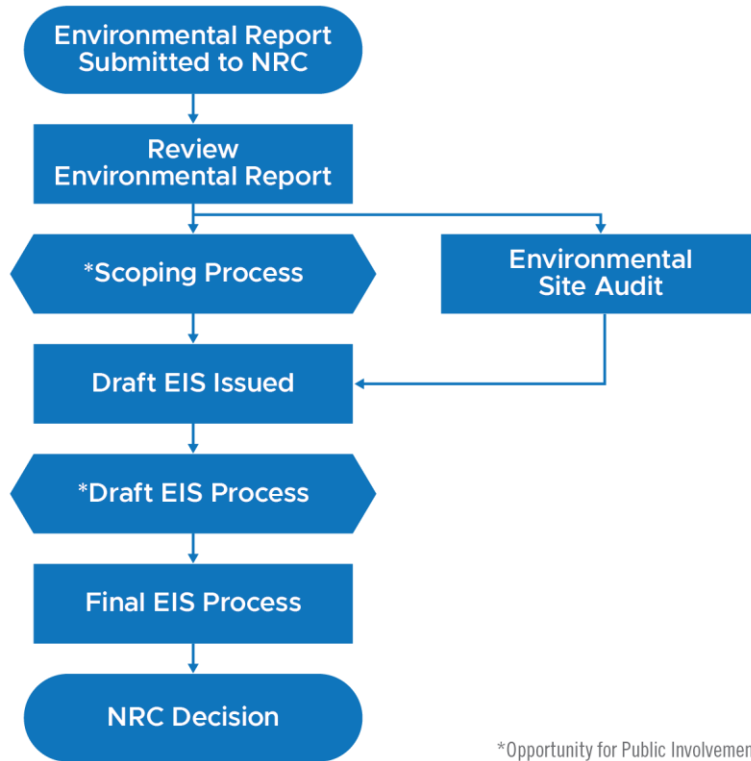 Environmental Report
Submitted to NRC
Review
Environmental Report
*Scoping Process
Environmental
Site Audit
Draft EIS Issued
*Draft EIS Process
Final EIS Process
NRC Decision
*Opportunity for Public Involvemen